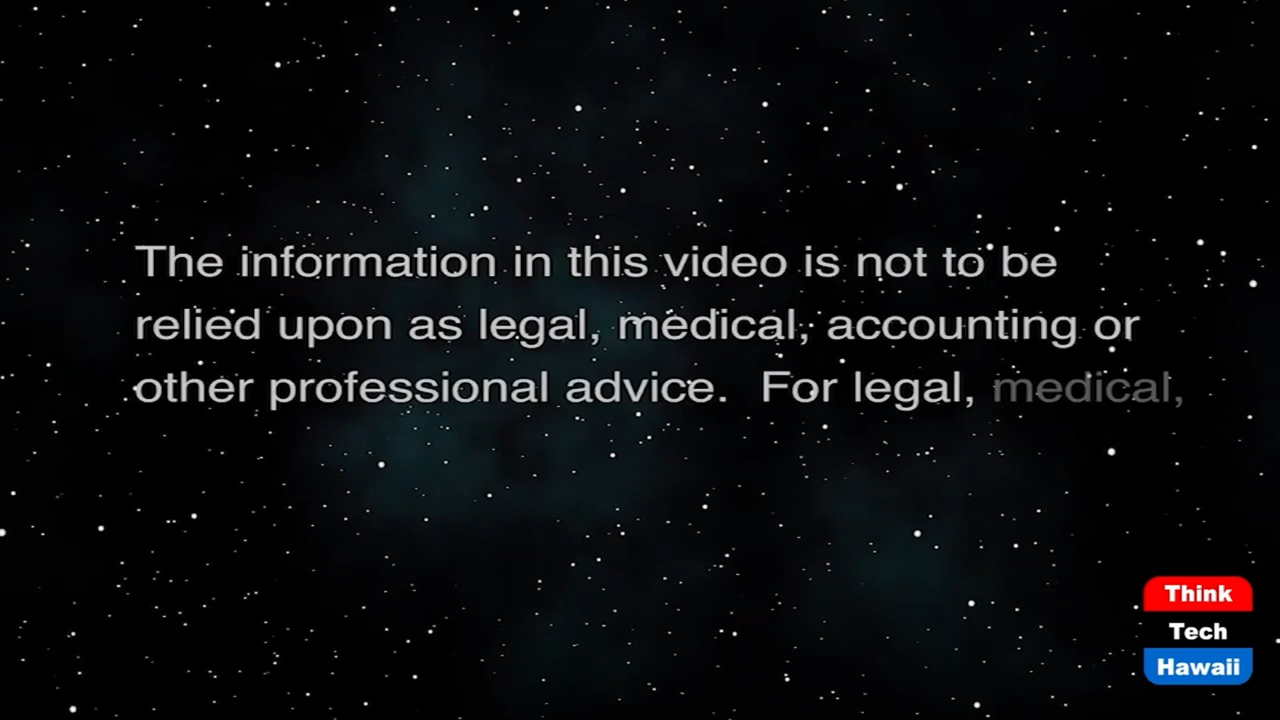 The information in this video is not to be
relied upon as legal, medical, accounting or
other professional advice.  For legal, medical,
Think
Tech
Hawaii